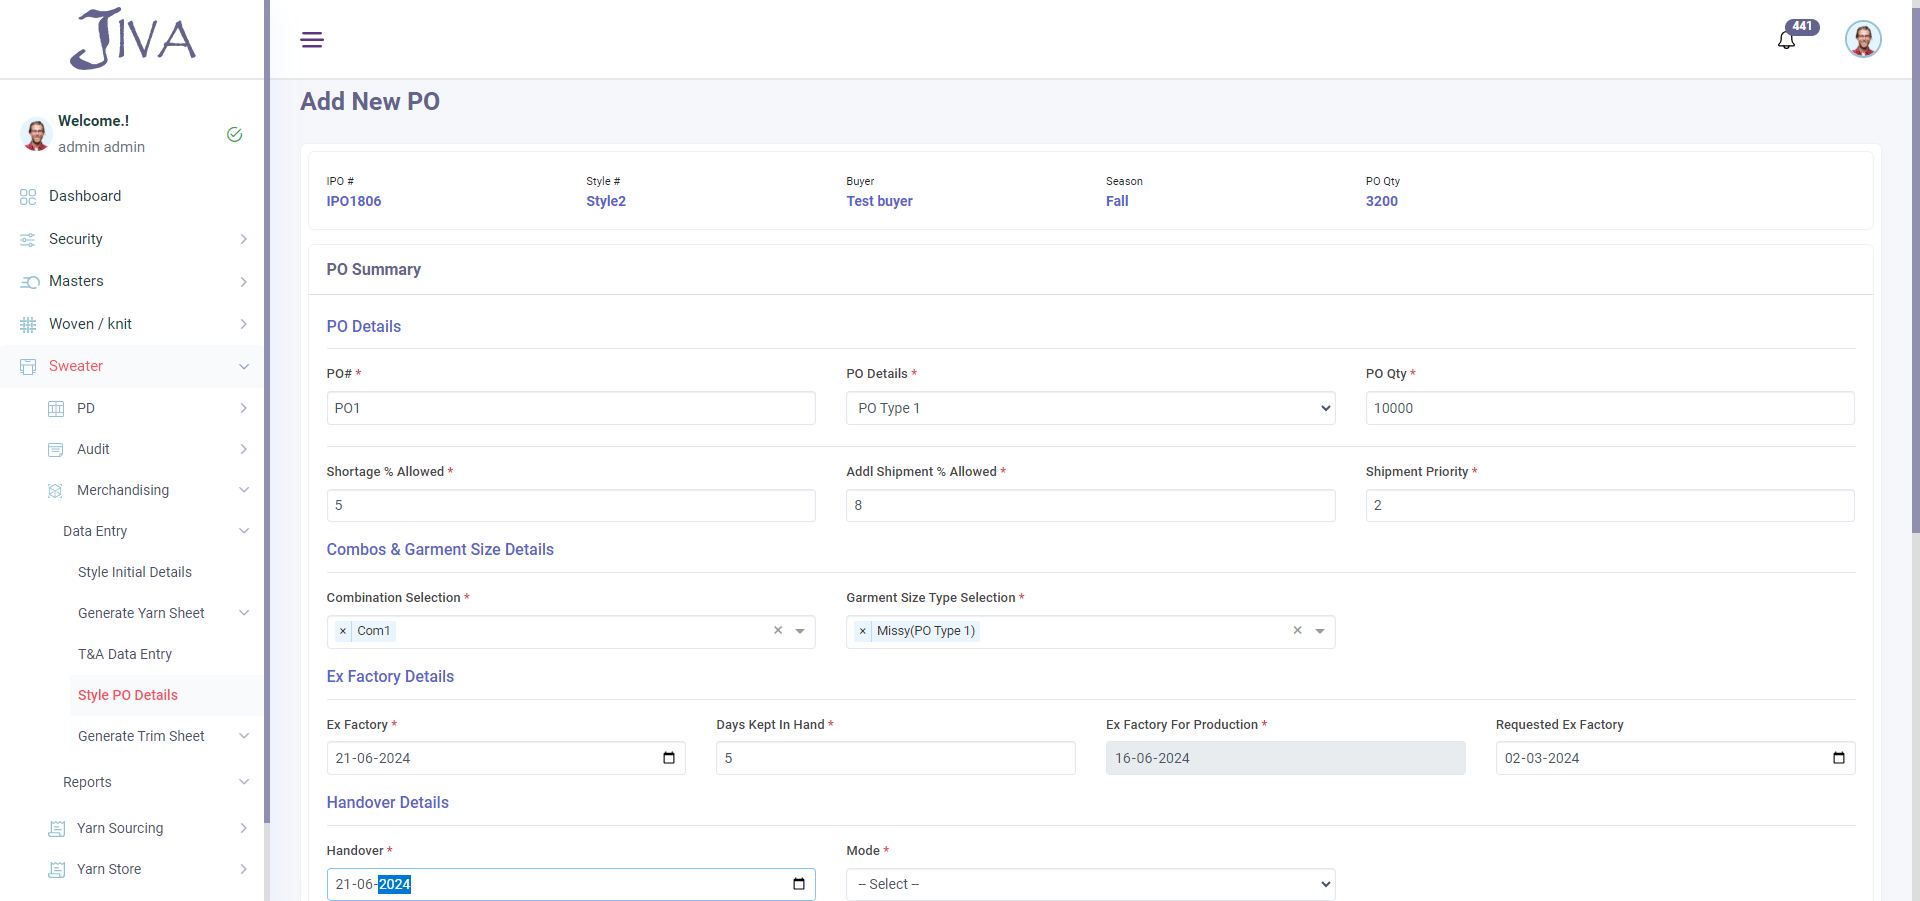 JIVA
441
Welcome.!
admin admin
Dashboard
Security
Masters
Woven / knit
Sweater
PD
Audit
Merchandising
Data Entry
Style Initial Details
Generate Yarn Sheet
T&A Data Entry
Style PO Details
Generate Trim Sheet
Reports
Yarn Sourcing
Yarn Store
Add New PO
IPO # Style # Buyer Season PO Qty
IPO1806 Style2 Test buyer Fall 3200
PO Summary
PO Details
PO# * PO Details * PO Qty *
PO1 PO Type 1 10000
Shortage % Allowed * Addl Shipment % Allowed * Shipment Priority *
5 8 2
Combos & Garment Size Details
Combination Selection * Garment Size Type Selection *
× Com1 × × Missy(PO Type 1) ×
Ex Factory Details
Ex Factory * Days Kept In Hand * Ex Factory For Production * Requested Ex Factory
21-06-2024 5 16-06-2024 02-03-2024
Handover Details
Handover * Mode *
21-06-2024 -- Select --